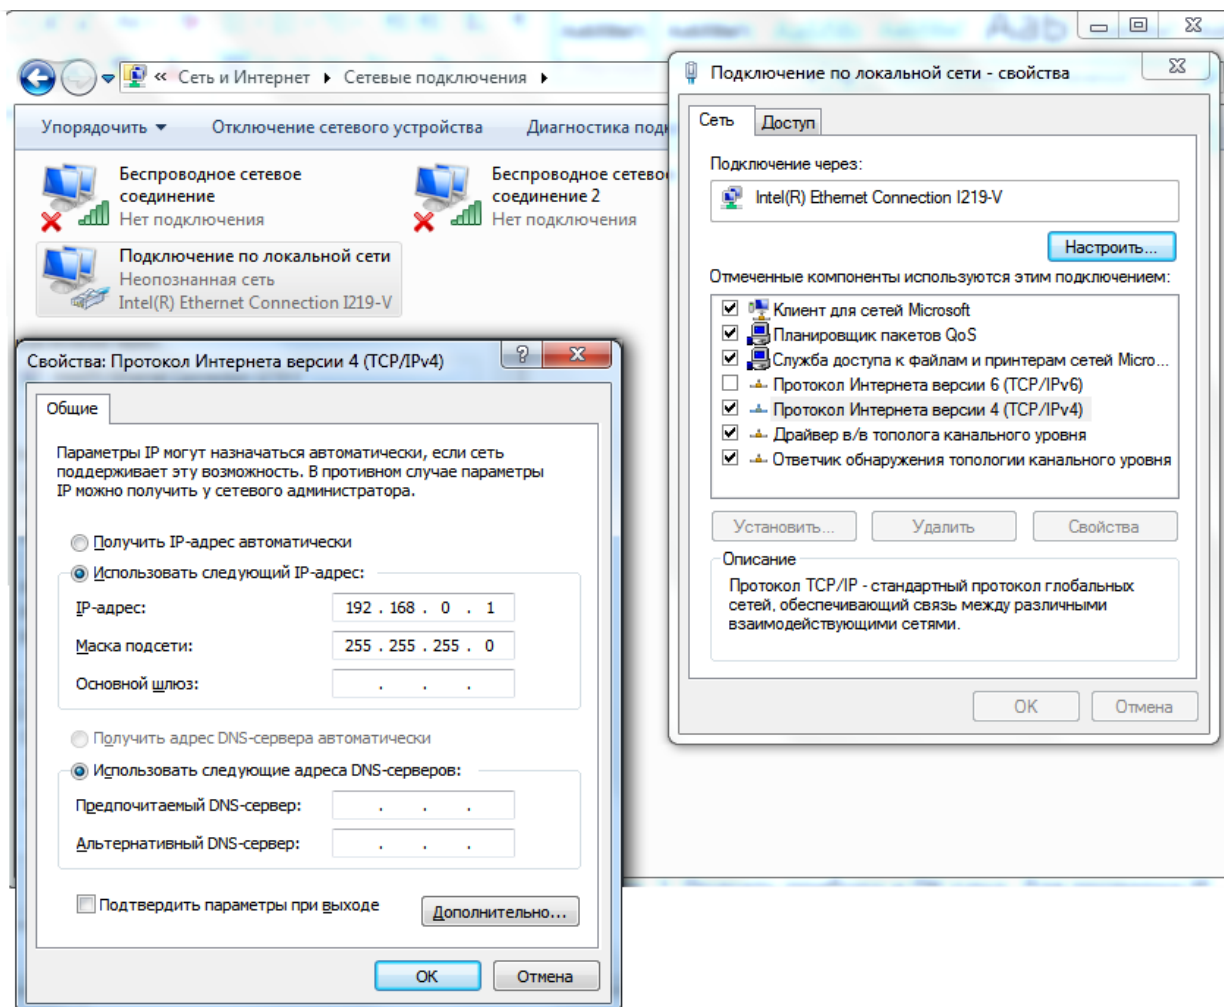 « Сеть и Интернет ▸ Сетевые подключения ▸
Упорядочить ▾ Отключение сетевого устройства Диагностика
Беспроводное сетевое
соединение
Нет подключения
Беспроводное сетевое
соединение 2
Нет подключения
Подключение по локальной сети
Неопознанная сеть
Intel(R) Ethernet Connection I219-V
Подключение по локальной сети - свойства
Сеть Доступ
Подключение через:
Intel(R) Ethernet Connection I219-V
Настроить...
Отмеченные компоненты используются этим подключением:
Клиент для сетей Microsoft
Планировщик пакетов QoS
Служба доступа к файлам и принтерам сетей Micro...
Протокол Интернета версии 6 (TCP/IPv6)
Протокол Интернета версии 4 (TCP/IPv4)
Драйвер в/в тополога канального уровня
Ответчик обнаружения топологии канального уровня
Установить... Удалить Свойства
Описание
Протокол TCP/IP - стандартный протокол глобальных
сетей, обеспечивающий связь между различными
взаимодействующими сетями.
ОК Отмена
Свойства: Протокол Интернета версии 4 (TCP/IPv4)
Общие
Параметры IP могут назначаться автоматически, если сеть
поддерживает эту возможность. В противном случае параметры
IP можно получить у сетевого администратора.
Получить IP-адрес автоматически
Использовать следующий IP-адрес:
IP-адрес: 192 . 168 . 0 . 1
Маска подсети: 255 . 255 . 255 . 0
Основной шлюз: . . .
Получить адрес DNS-сервера автоматически
Использовать следующие адреса DNS-серверов:
Предпочитаемый DNS-сервер: . . .
Альтернативный DNS-сервер: . . .
Подтвердить параметры при выходе
Дополнительно...
ОК Отмена